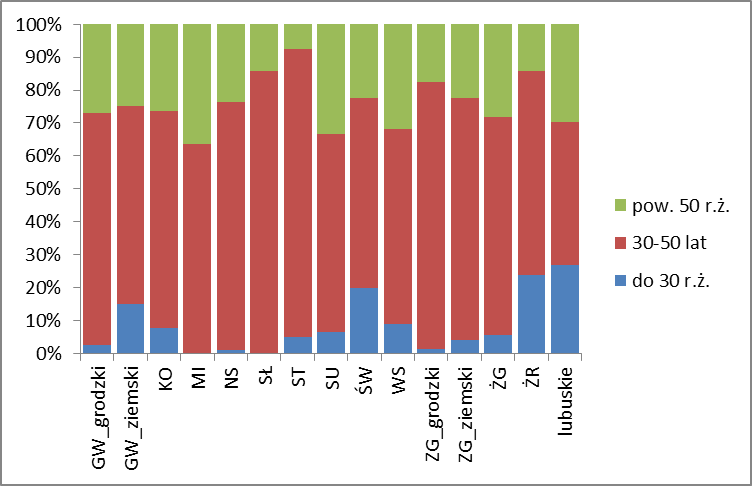 100%
90%
80%
70%
60%
50%
40%
30%
20%
10%
0%
GW_grodzki
GW_ziemski
KO
MI
NS
SŁ
ST
SU
ŚW
WS
ZG_grodzki
ZG_ziemski
ŻG
ŻR
lubuskie
pow. 50 r.ż.
30-50 lat
do 30 r.ż.